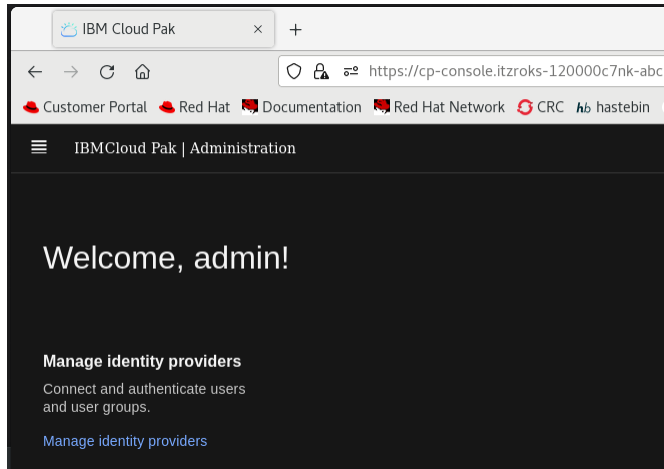 IBM Cloud Pak
https://cp-console.itzroks-120000c7nk-abc
Customer Portal Red Hat Documentation Red Hat Network CRC hb hastebin
IBMCloud Pak | Administration
Welcome, admin!
Manage identity providers
Connect and authenticate users
and user groups.
Manage identity providers